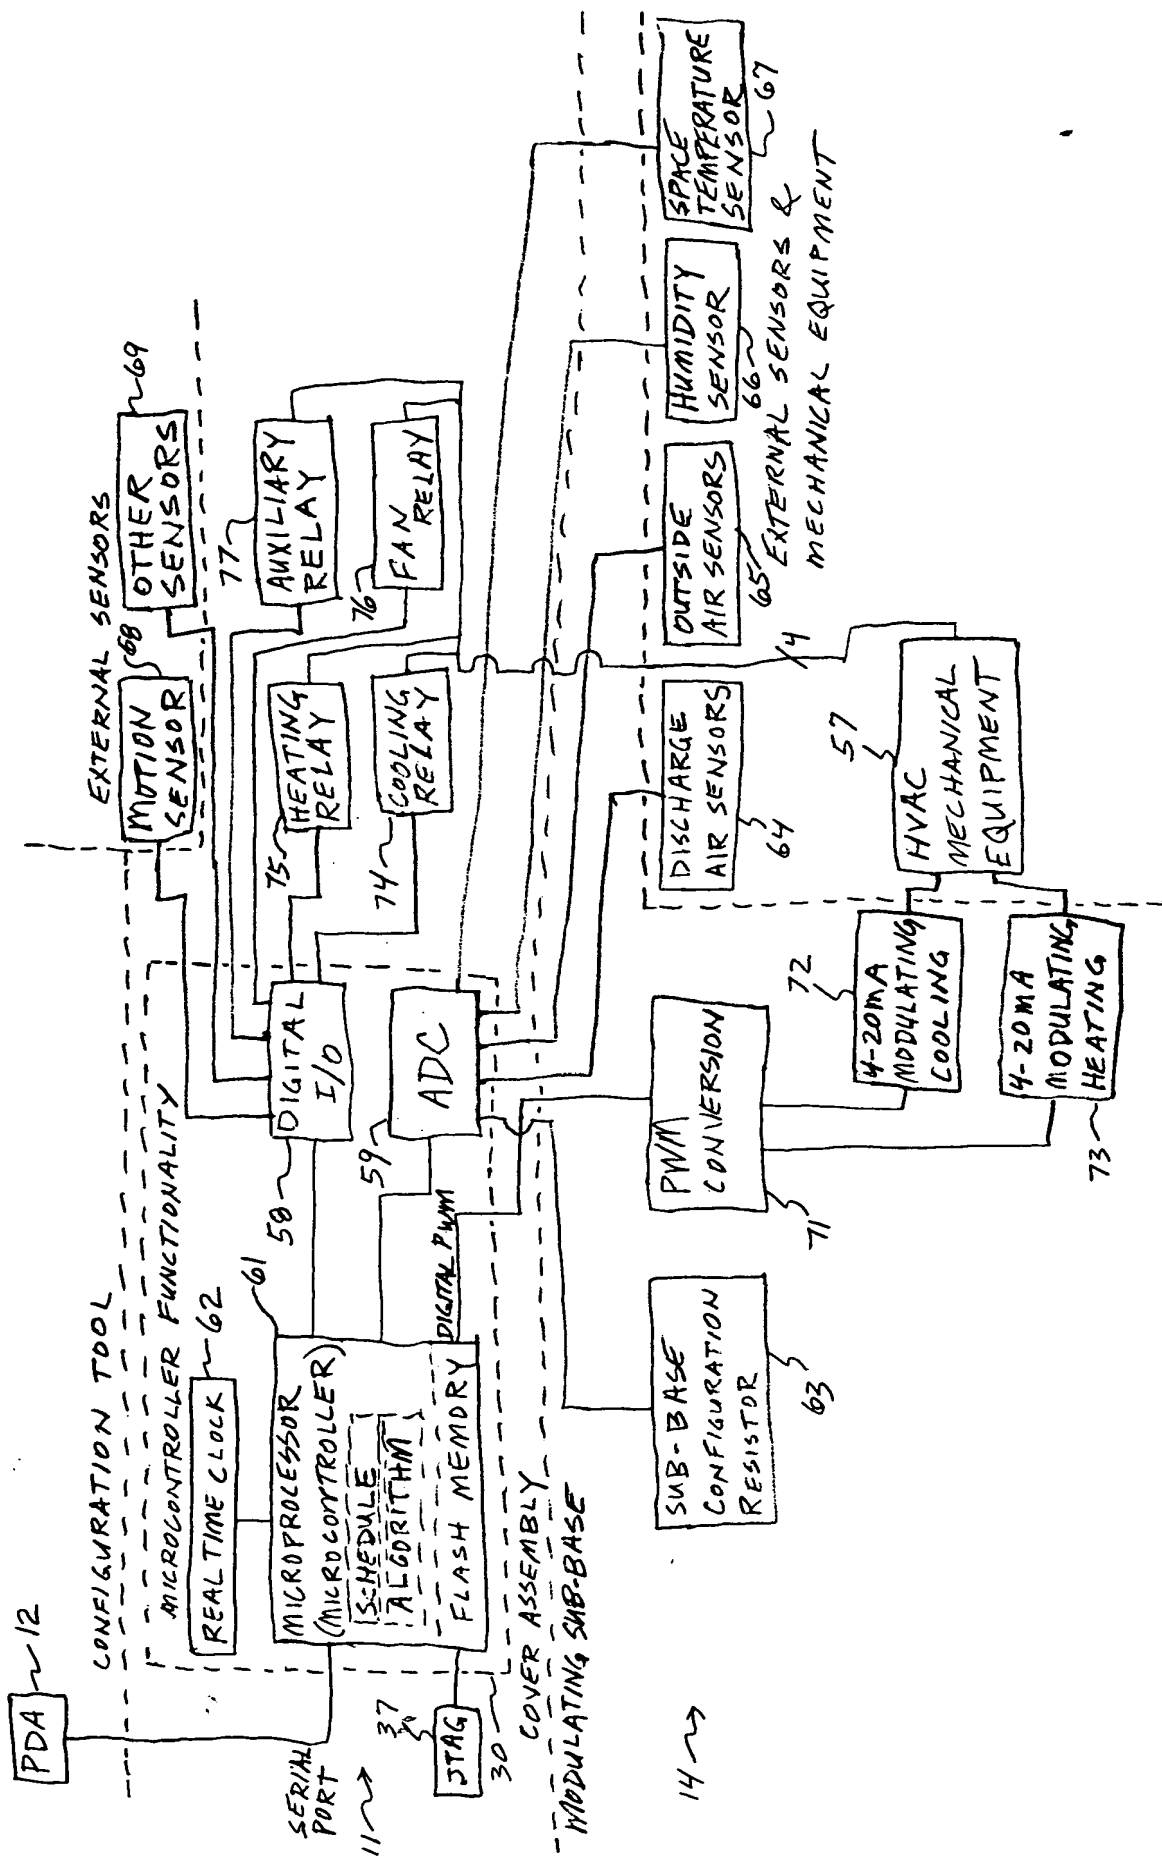 PDA
12
CONFIGURATION TOOL
MICROCONTROLLER FUNCTIONALITY
REAL TIME CLOCK
62
EXTERNAL SENSORS
MOTION
SENSOR
68
OTHER
SENSORS
69
SERIAL
PORT
11
MICROPROCESSOR
(MICROCONTROLLER)
SCHEDULE
ALGORITHM
FLASH MEMORY
61
JTAG
37
30
DIGITAL PWM
DIGITAL
I/O
58
ADC
59
HEATING
RELAY
75
COOLING
RELAY
74
AUXILIARY
RELAY
77
FAN
RELAY
76
COVER ASSEMBLY
MODULATING SUB-BASE
14
SUB-BASE
CONFIGURATION
RESISTOR
63
PWM
CONVERSION
71
DISCHARGE
AIR SENSORS
64
OUTSIDE
AIR SENSORS
65
HUMIDITY
SENSOR
66
SPACE
TEMPERATURE
SENSOR
67
EXTERNAL SENSORS &
MECHANICAL EQUIPMENT
4
4-20MA
MODULATING
COOLING
72
4-20MA
MODULATING
HEATING
73
HVAC
MECHANICAL
EQUIPMENT
57